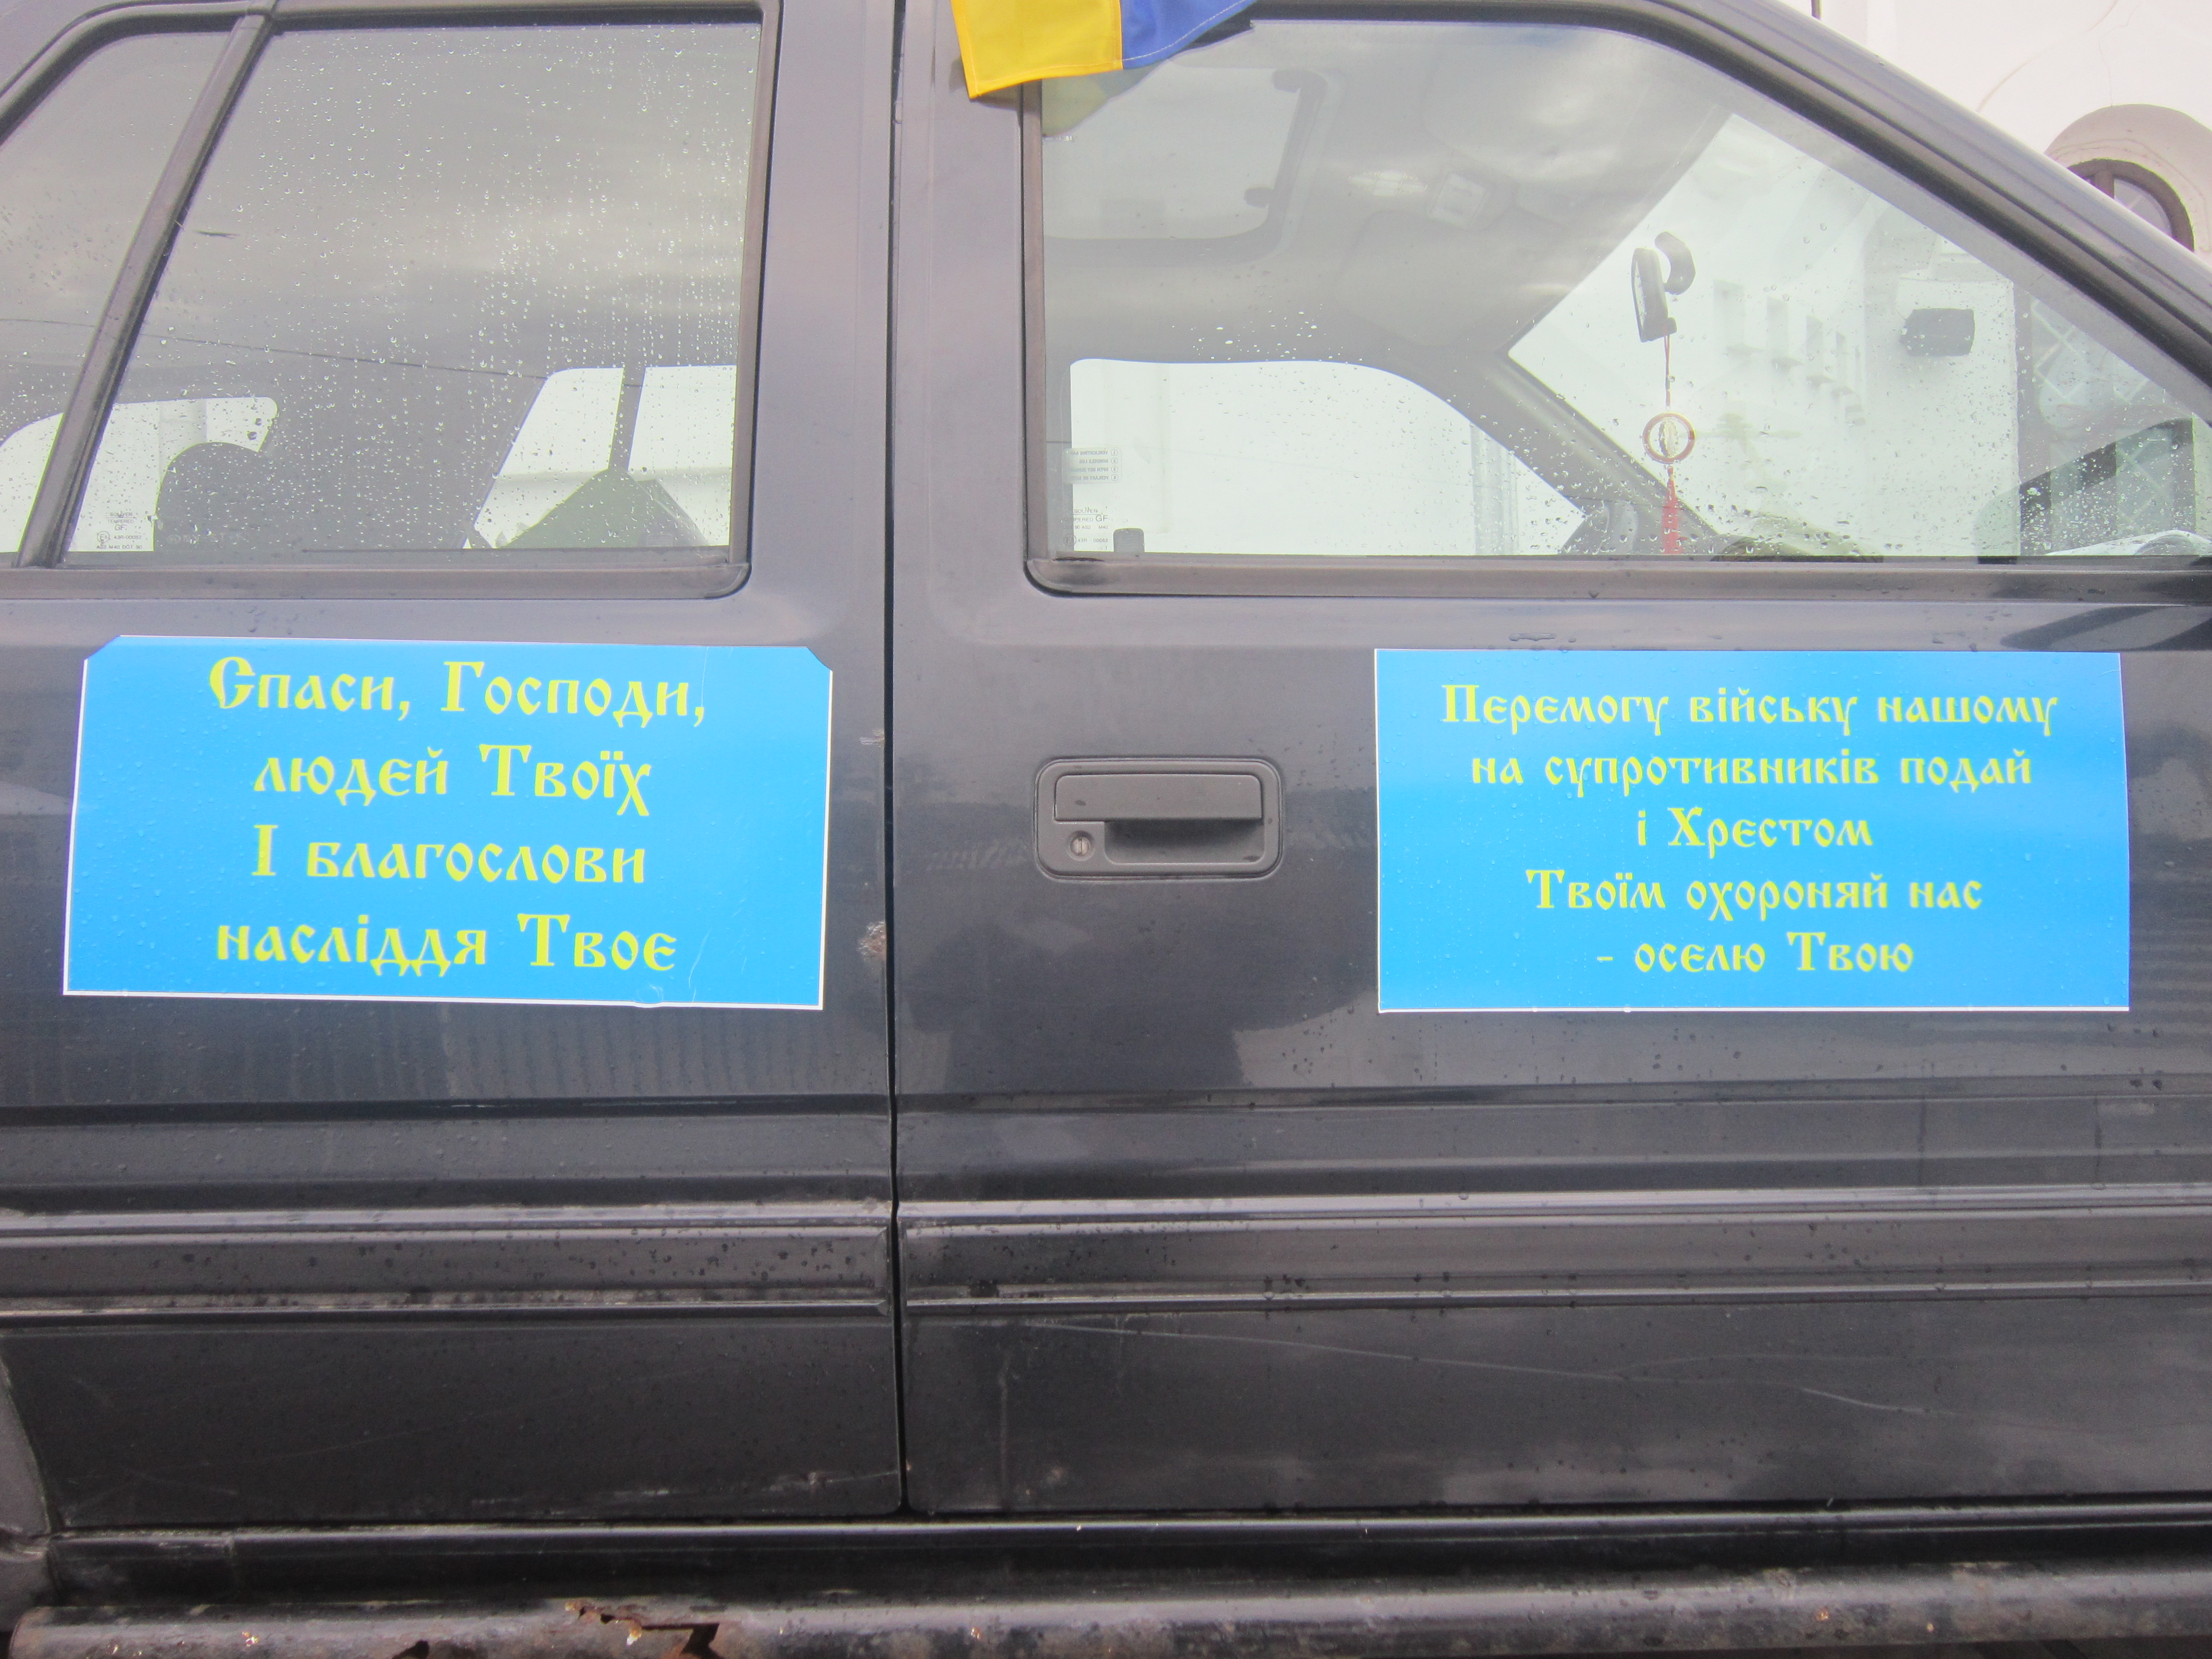 Спаси, Господи,
людей Твоїх
І благослови
насліддя Твоє
Перемогу війську нашому
на супротивників подай
і Хрестом
Твоїм охороняй нас
- оселю Твою